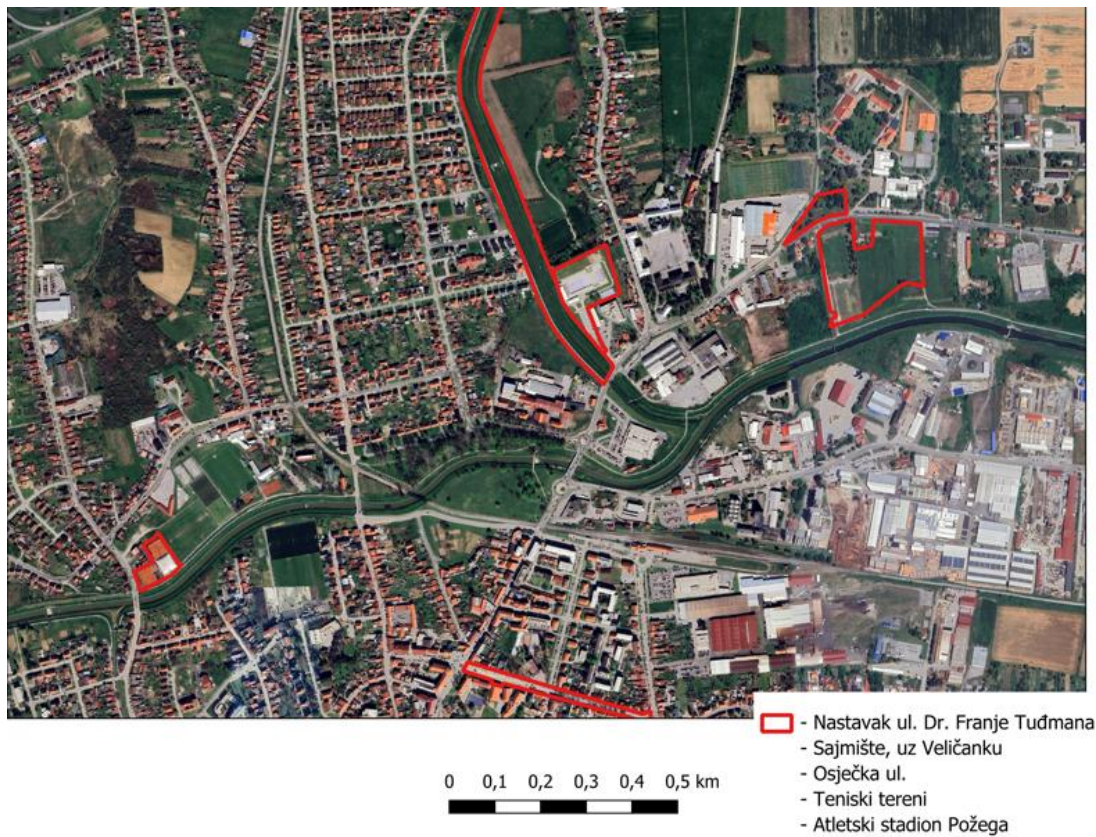 - Nastavak ul. Dr. Franje Tuđmana
- Sajmište, uz Veličanku
- Osječka ul.
- Teniski tereni
- Atletski stadion Požega
0 0,1 0,2 0,3 0,4 0,5 km